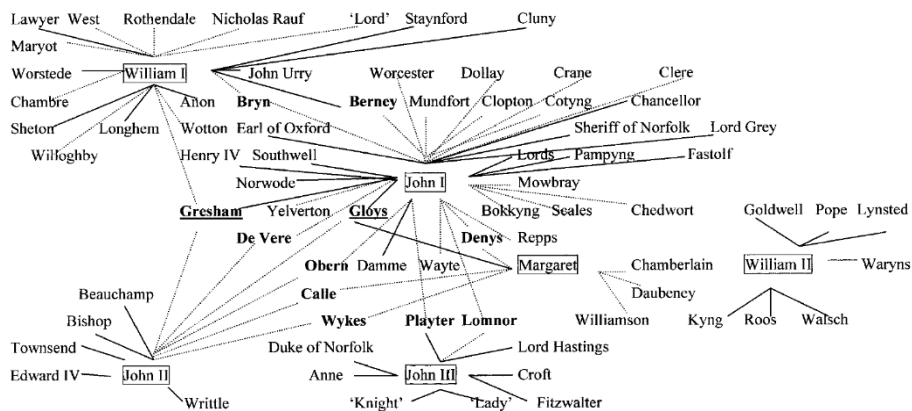 Lawyer West Rothendale Nicholas Rauf 'Lord' Staynford Cluny
Maryot
Worstede William I John Urry Worcester Dollay Crane Clere
Chambre Anon Bryn Berney Mundfort Clopton Cotyng Chancellor
Sheton Longhem Wotton Earl of Oxford Sheriff of Norfolk Lord Grey
Willoghby Henry IV Southwell Lords Pampyng Fastolf
Norwode John I Mowbray
Gresham Yelverton Gloys Bokkyng Scales Chedwort Goldwell Pope Lynsted
De Vere Denys Repps
Obern Damme Wayte Margaret Chamberlain William II Waryns
Beauchamp Calle Daubeney
Bishop Wykes Playter Lomnor Williamson Kyng Roos Walsch
Townsend Duke of Norfolk Lord Hastings
Edward IV John II Anne John III Croft
Writtle 'Knight' 'Lady' Fitzwalter